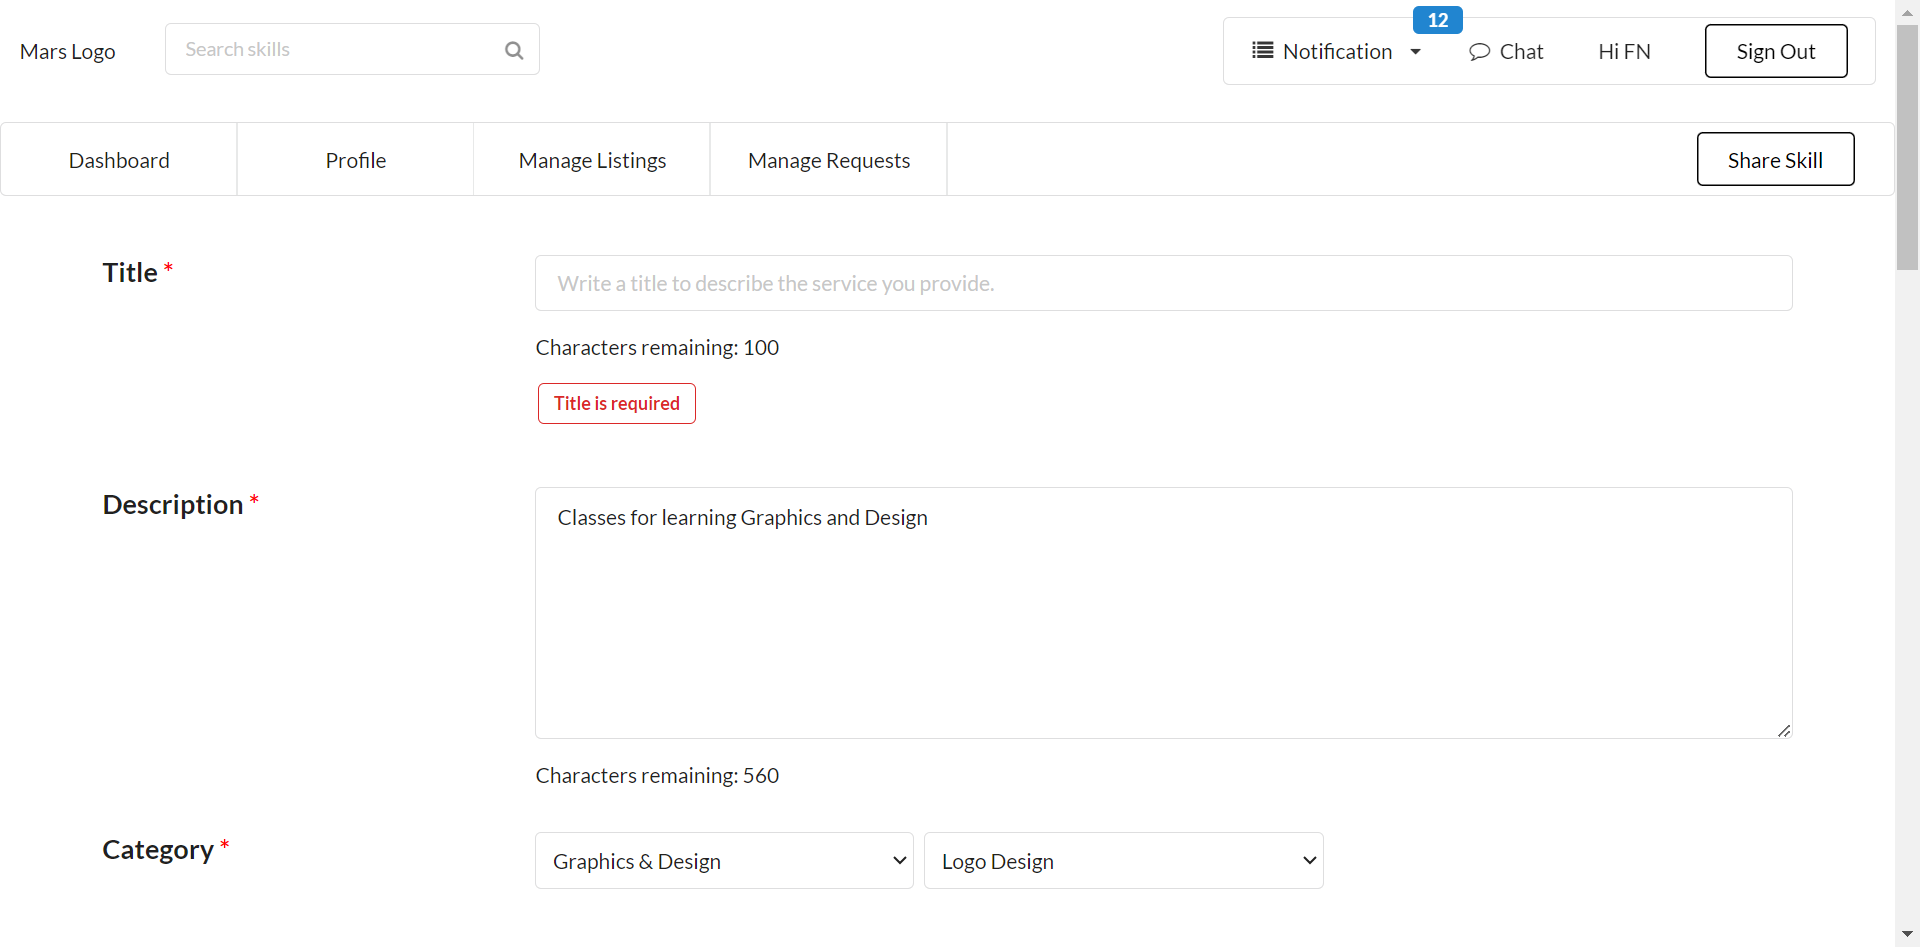 Mars Logo
Search skills
12
Notification
Chat
Hi FN
Sign Out
Dashboard
Profile
Manage Listings
Manage Requests
Share Skill
Title *
Write a title to describe the service you provide.
Characters remaining: 100
Title is required
Description *
Classes for learning Graphics and Design
Characters remaining: 560
Category *
Graphics & Design
Logo Design